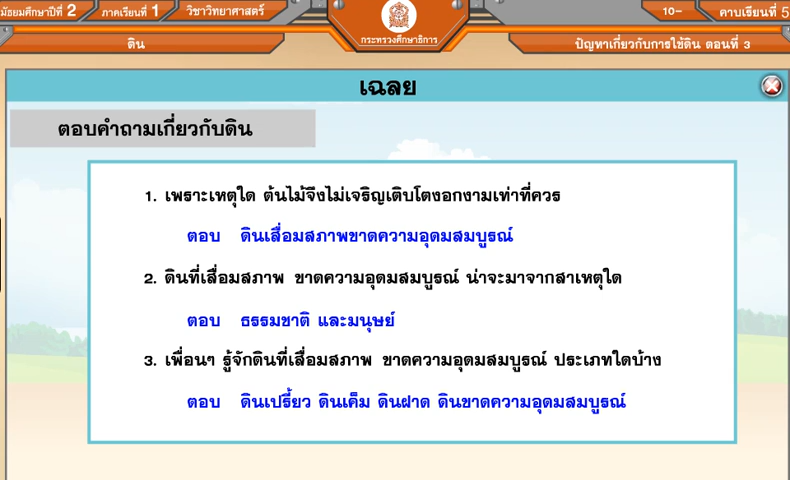 มัธยมศึกษาปีที่ 2 ภาคเรียนที่ 1 วิชาวิทยาศาสตร์
กระทรวงศึกษาธิการ
10-
คาบเรียนที่ 5
ดิน
ปัญหาเกี่ยวกับการใช้ดิน ตอนที่ 3
เฉลย
ตอบคำถามเกี่ยวกับดิน
1. เพราะเหตุใด ต้นไม้จึงไม่เจริญเติบโตงอกงามเท่าที่ควร
ตอบ ดินเสื่อมสภาพขาดความอุดมสมบูรณ์
2. ดินที่เสื่อมสภาพ ขาดความอุดมสมบูรณ์ น่าจะมาจากสาเหตุใด
ตอบ ธรรมชาติ และมนุษย์
3. เพื่อนๆ รู้จักดินที่เสื่อมสภาพ ขาดความอุดมสมบูรณ์ ประเภทใดบ้าง
ตอบ ดินเปรี้ยว ดินเค็ม ดินฝาด ดินขาดความอุดมสมบูรณ์